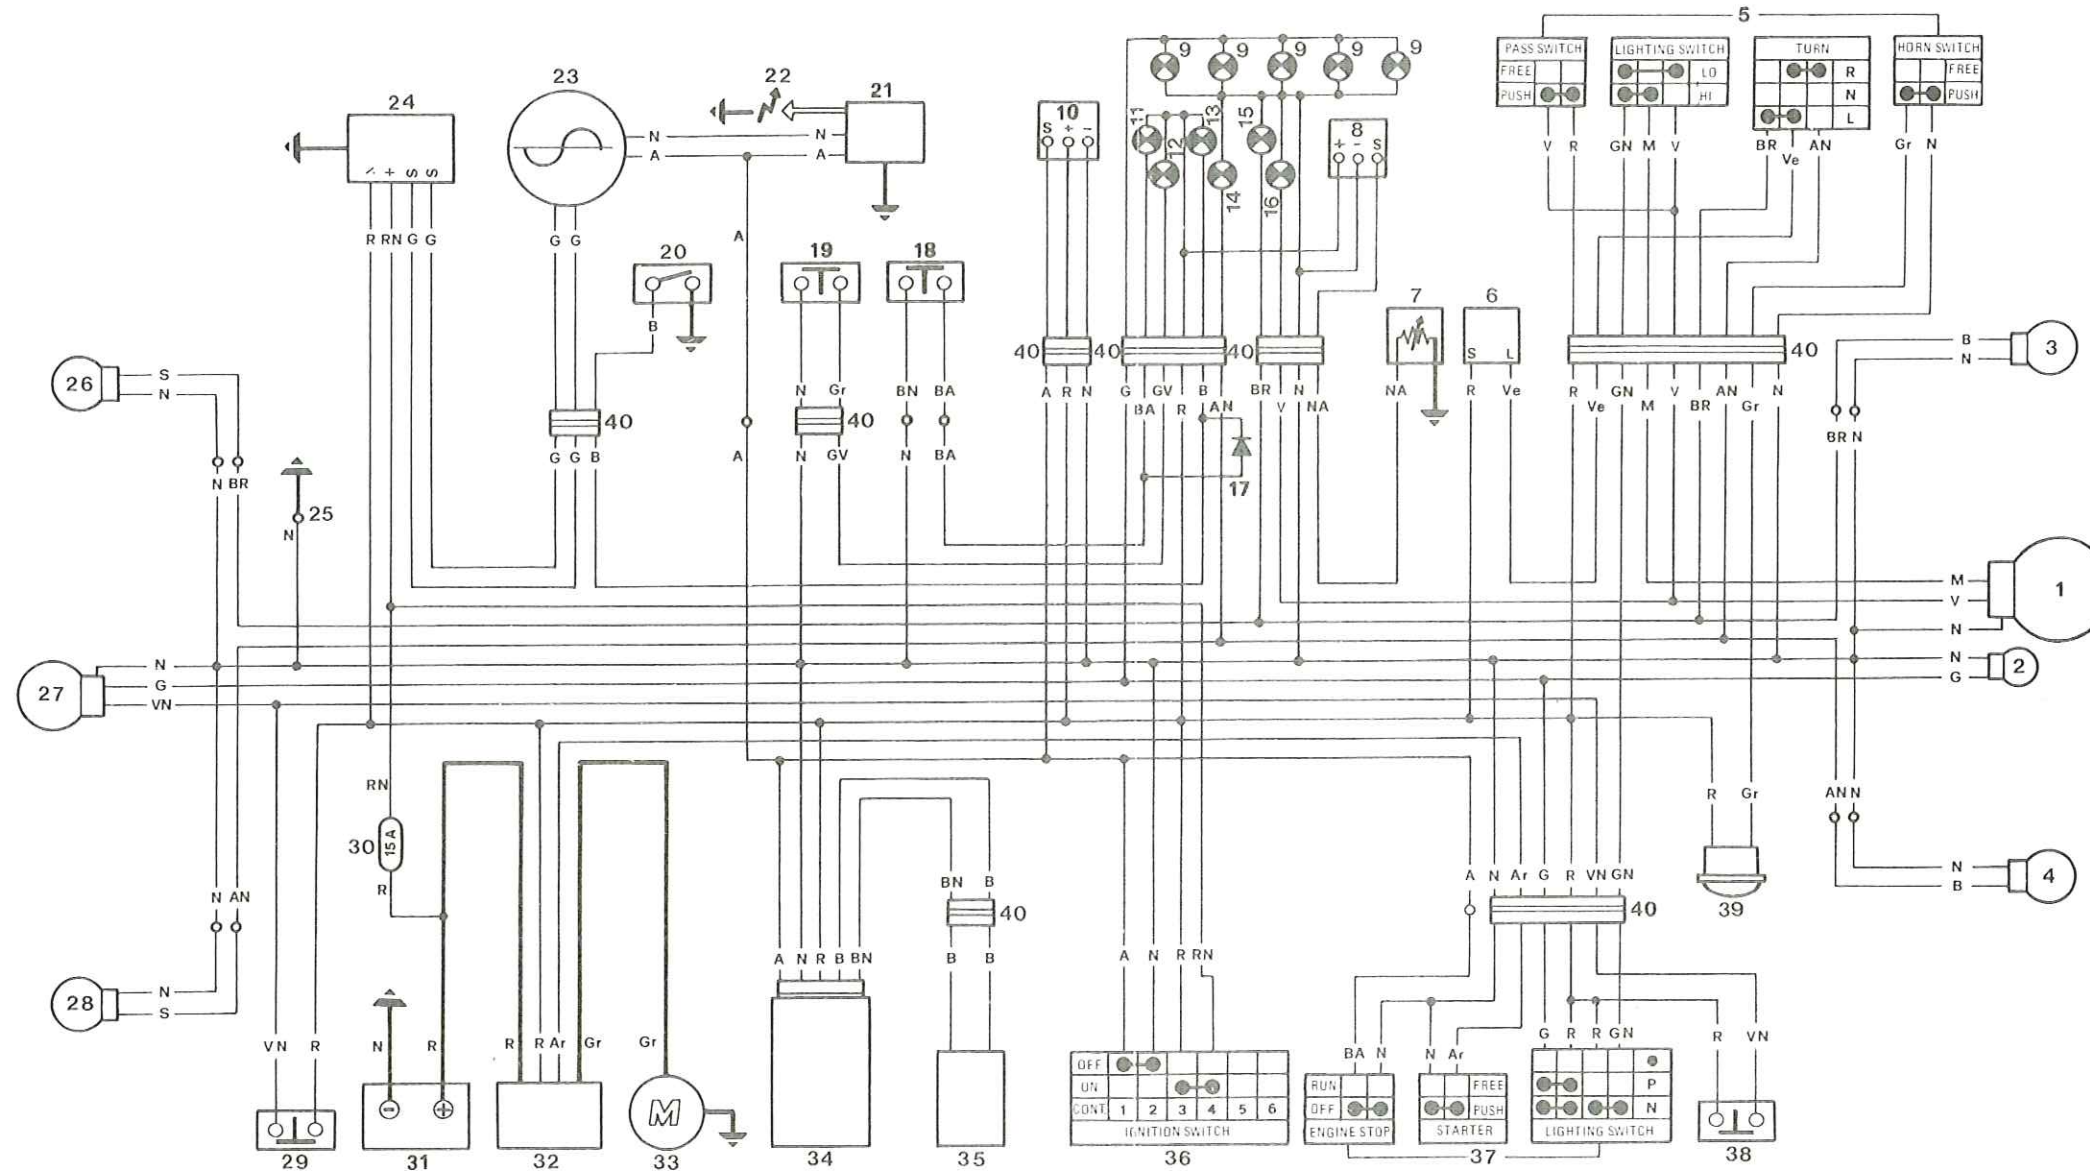 5
PASS SWITCH
FREE
PUSH
LIGHTING SWITCH
LO
HI
TURN
R
N
L
HORN SWITCH
FREE
PUSH
V R GN M V BR Ve AN Gr N
9 9 9 9 9
24
23
22
21
N N
A A
10
S + -
11 12 13 14 15 16
8
+ - S
+ S S
R RN G G
G G
A
20
B
19
18
7
6
S L
40 40 40 40
3
B
N
26
S
N
N Gr BN BA
A R N
G BA GV R B AN
BR V N NA
NA
R Ve
R Ve GN M V BR AN Gr N
40
40
G G B
N GV
A
N BA
17
BR N
N BR
25
N
1
M
V
N
27
N
G
VN
N
G
2
RN
30
15 A
R
R Gr
AN N
39
BN B
40
A N Ar G R VN GN
40
N
B
4
N AN
28
N
S
VN R
N R
R R Ar Gr
Gr
A N R B BN
B B
A N R RN
BA N
N Ar
G R R GN
R VN
M
OFF
ON
CONT. 1 2 3 4 5 6
IGNITION SWITCH
RUN
OFF
ENGINE STOP
FREE
PUSH
STARTER
P
N
LIGHTING SWITCH
29 31 32 33 34 35 36 37 38